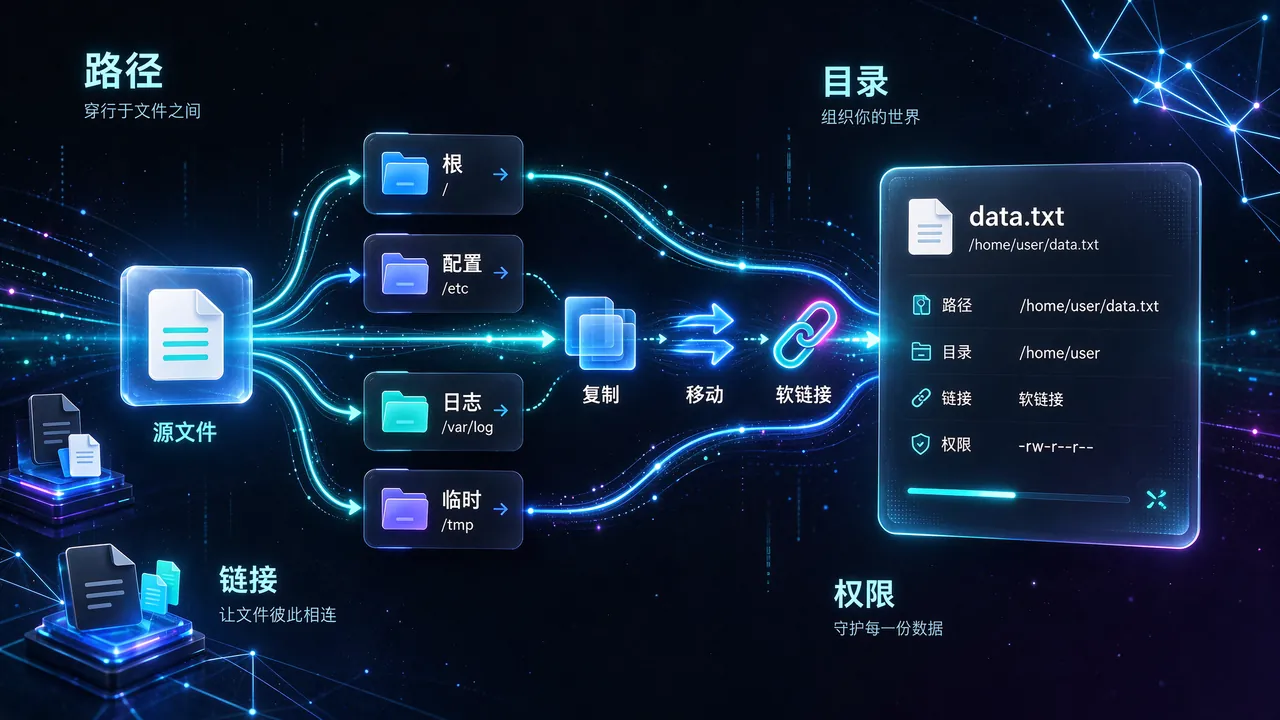 路径
穿行于文件之间
目录
组织你的世界
源文件
根
/
配置
/etc
日志
/var/log
临时
/tmp
复制
移动
软链接
data.txt
/home/user/data.txt
路径 /home/user/data.txt
目录 /home/user
链接 软链接
权限 -rw-r--r--
链接
让文件彼此相连
权限
守护每一份数据